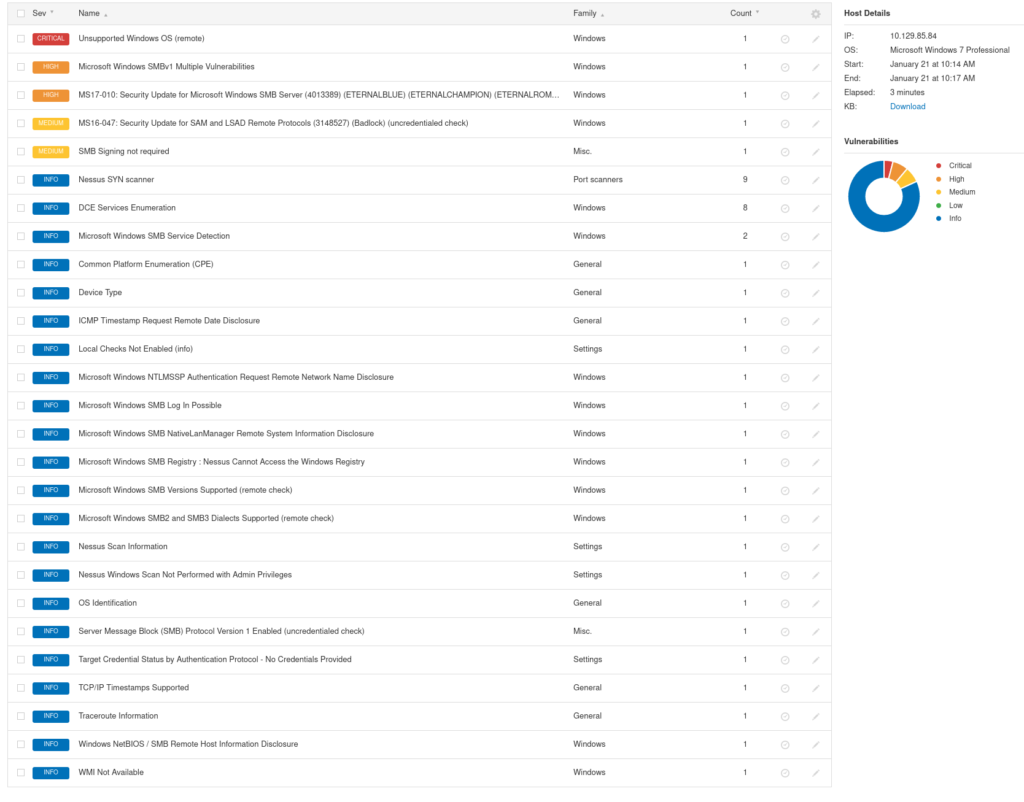 Sev Name Family Count
CRITICAL Unsupported Windows OS (remote) Windows 1
HIGH Microsoft Windows SMBv1 Multiple Vulnerabilities Windows 1
HIGH MS17-010: Security Update for Microsoft Windows SMB Server (4013389) (ETERNALBLUE) (ETERNALCHAMPION) (ETERNALROM... Windows 1
MEDIUM MS16-047: Security Update for SAM and LSAD Remote Protocols (3148527) (Badlock) (uncredentialed check) Windows 1
MEDIUM SMB Signing not required Misc. 1
INFO Nessus SYN scanner Port scanners 9
INFO DCE Services Enumeration Windows 8
INFO Microsoft Windows SMB Service Detection Windows 2
INFO Common Platform Enumeration (CPE) General 1
INFO Device Type General 1
INFO ICMP Timestamp Request Remote Date Disclosure General 1
INFO Local Checks Not Enabled (info) Settings 1
INFO Microsoft Windows NTLMSSP Authentication Request Remote Network Name Disclosure Windows 1
INFO Microsoft Windows SMB Log In Possible Windows 1
INFO Microsoft Windows SMB NativeLanManager Remote System Information Disclosure Windows 1
INFO Microsoft Windows SMB Registry : Nessus Cannot Access the Windows Registry Windows 1
INFO Microsoft Windows SMB Versions Supported (remote check) Windows 1
INFO Microsoft Windows SMB2 and SMB3 Dialects Supported (remote check) Windows 1
INFO Nessus Scan Information Settings 1
INFO Nessus Windows Scan Not Performed with Admin Privileges Settings 1
INFO OS Identification General 1
INFO Server Message Block (SMB) Protocol Version 1 Enabled (uncredentialed check) Misc. 1
INFO Target Credential Status by Authentication Protocol - No Credentials Provided Settings 1
INFO TCP/IP Timestamps Supported General 1
INFO Traceroute Information General 1
INFO Windows NetBIOS / SMB Remote Host Information Disclosure Windows 1
INFO WMI Not Available Windows 1
Host Details
IP: 10.129.85.84
OS: Microsoft Windows 7 Professional
Start: January 21 at 10:14 AM
End: January 21 at 10:17 AM
Elapsed: 3 minutes
KB: Download
Vulnerabilities
Critical
High
Medium
Low
Info